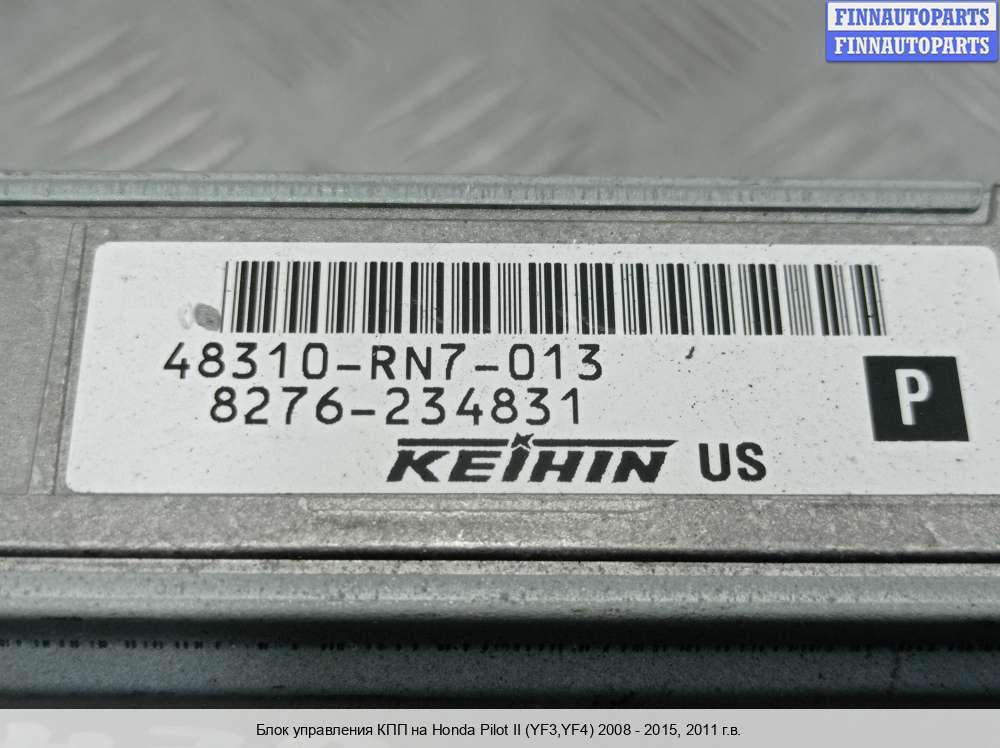 FINNAUTOPARTS
FINNAUTOPARTS
48310-RN7-013
8276-234831
P
KEIHIN US
Блок управления КПП на Honda Pilot II (YF3,YF4) 2008 - 2015, 2011 г.в.